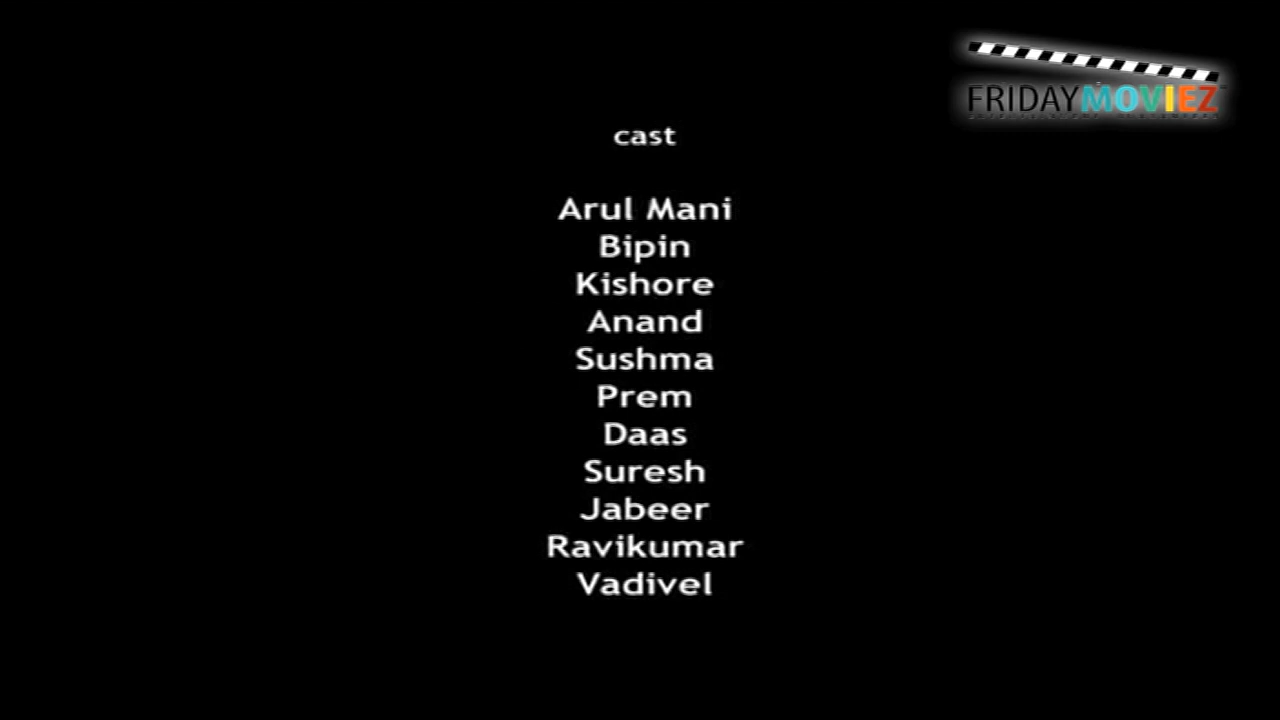 FRIDAYMOVIEZ
cast
Arul Mani
Bipin
Kishore
Anand
Sushma
Prem
Daas
Suresh
Jabeer
Ravikumar
Vadivel